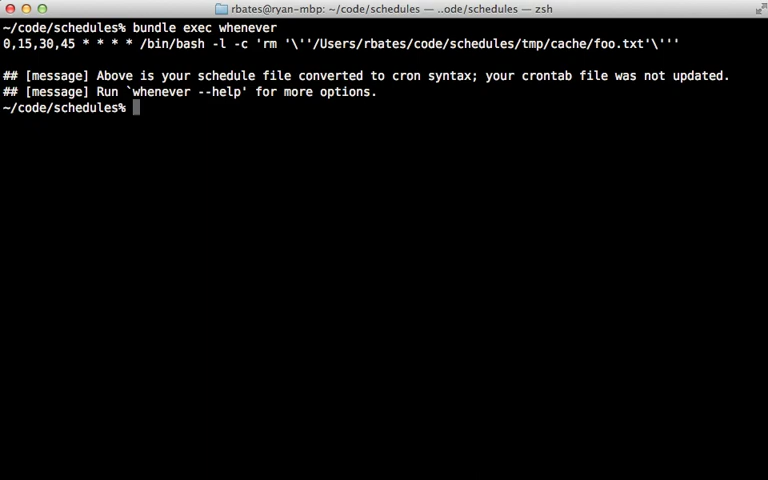 rbates@ryan-mbp: ~/code/schedules — ..ode/schedules — zsh
~/code/schedules% bundle exec whenever
0,15,30,45 * * * * /bin/bash -l -c 'rm '\''/Users/rbates/code/schedules/tmp/cache/foo.txt'\'''
## [message] Above is your schedule file converted to cron syntax; your crontab file was not updated.
## [message] Run `whenever --help' for more options.
~/code/schedules%